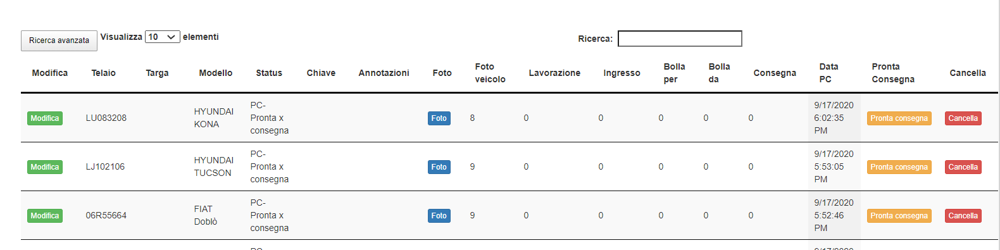 Ricerca avanzata Visualizza 10 elementi Ricerca:
Modifica Telaio Targa Modello Status Chiave Annotazioni Foto Foto veicolo Lavorazione Ingresso Bolla per Bolla da Consegna Data PC Pronta Consegna Cancella
Modifica LU083208 HYUNDAI KONA PC- Pronta x consegna Foto 8 0 0 0 0 0 9/17/2020 6:02:35 PM Pronta consegna Cancella
Modifica LJ102106 HYUNDAI TUCSON PC- Pronta x consegna Foto 9 0 0 0 0 0 9/17/2020 5:53:05 PM Pronta consegna Cancella
Modifica 06R55664 FIAT Doblò PC- Pronta x consegna Foto 9 0 0 0 0 0 9/17/2020 5:52:46 PM Pronta consegna Cancella